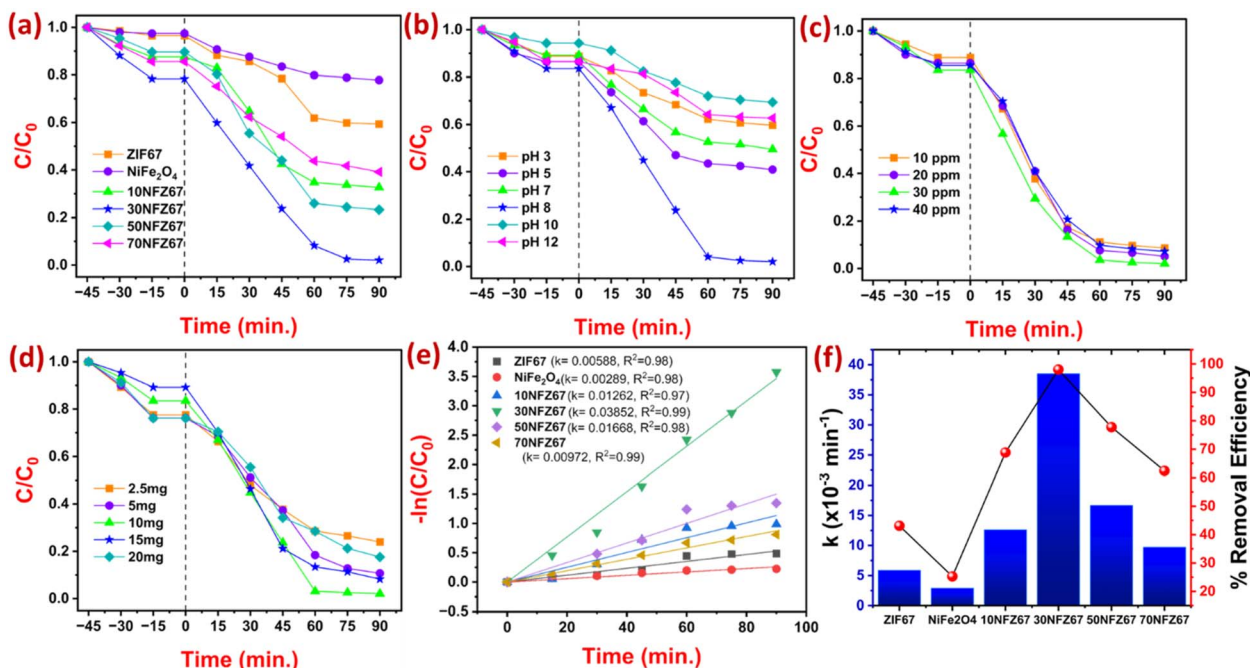 (a)
C/C0
1.0
0.8
0.6
0.4
0.2
0.0
ZIF67
NiFe2O4
10NFZ67
30NFZ67
50NFZ67
70NFZ67
−45 −30 −15 0 15 30 45 60 75 90
Time (min.)
(b)
C/C0
1.0
0.8
0.6
0.4
0.2
0.0
pH 3
pH 5
pH 7
pH 8
pH 10
pH 12
−45 −30 −15 0 15 30 45 60 75 90
Time (min.)
(c)
C/C0
1.0
0.8
0.6
0.4
0.2
0.0
10 ppm
20 ppm
30 ppm
40 ppm
−45 −30 −15 0 15 30 45 60 75 90
Time (min.)
(d)
C/C0
1.0
0.8
0.6
0.4
0.2
0.0
2.5mg
5mg
10mg
15mg
20mg
−45 −30 −15 0 15 30 45 60 75 90
Time (min.)
(e)
-ln(C/C0)
4.0
3.5
3.0
2.5
2.0
1.5
1.0
0.5
0.0
−0.5
ZIF67 (k= 0.00588, R²=0.98)
NiFe2O4(k= 0.00289, R²=0.98)
10NFZ67(k= 0.01262, R²=0.97)
30NFZ67(k= 0.03852, R²=0.99)
50NFZ67(k= 0.01668, R²=0.98)
70NFZ67
(k= 0.00972, R²=0.99)
0 20 40 60 80 100
Time (min.)
(f)
k (x10⁻³ min⁻¹)
40
35
30
25
20
15
10
5
0
100
90
80
70
60
50
40
30
20
% Removal Efficiency
ZIF67 NiFe2O4 10NFZ67 30NFZ67 50NFZ67 70NFZ67